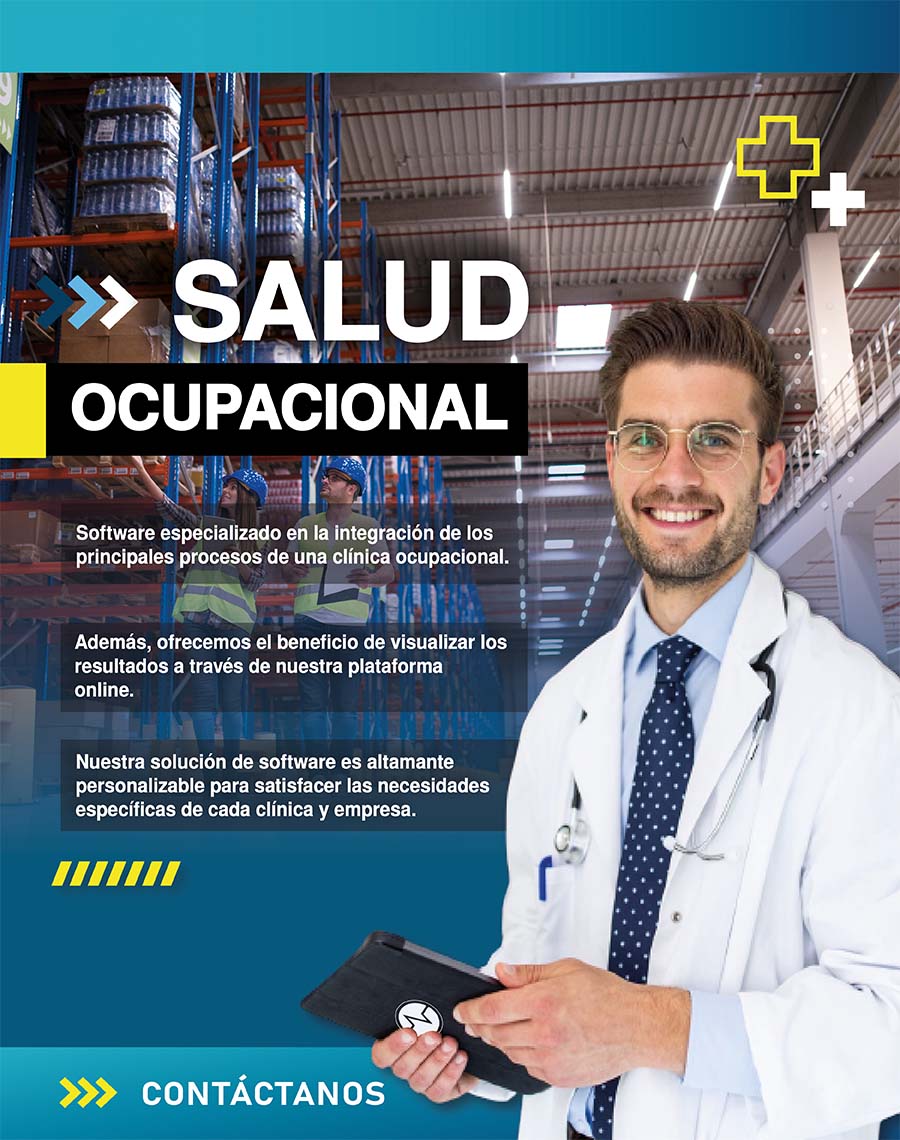 SALUD
OCUPACIONAL
Software especializado en la integración de los
principales procesos de una clínica ocupacional.
Además, ofrecemos el beneficio de visualizar los
resultados a través de nuestra plataforma
online.
Nuestra solución de software es altamante
personalizable para satisfacer las necesidades
específicas de cada clínica y empresa.
CONTÁCTANOS